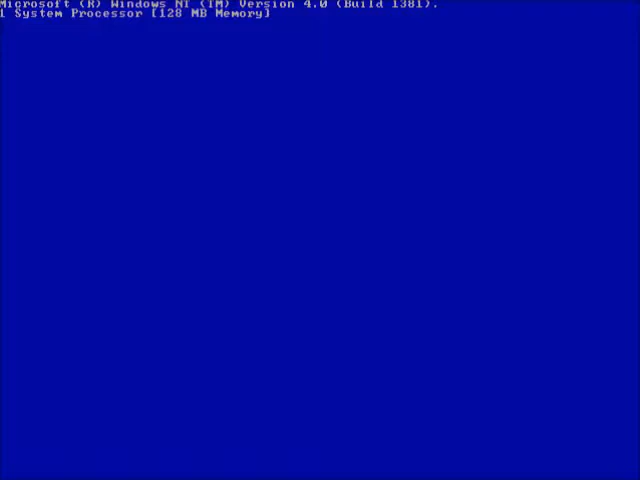 Microsoft (R) Windows NT (TM) Version 4.0 (Build 1381).
1 System Processor [128 MB Memory]